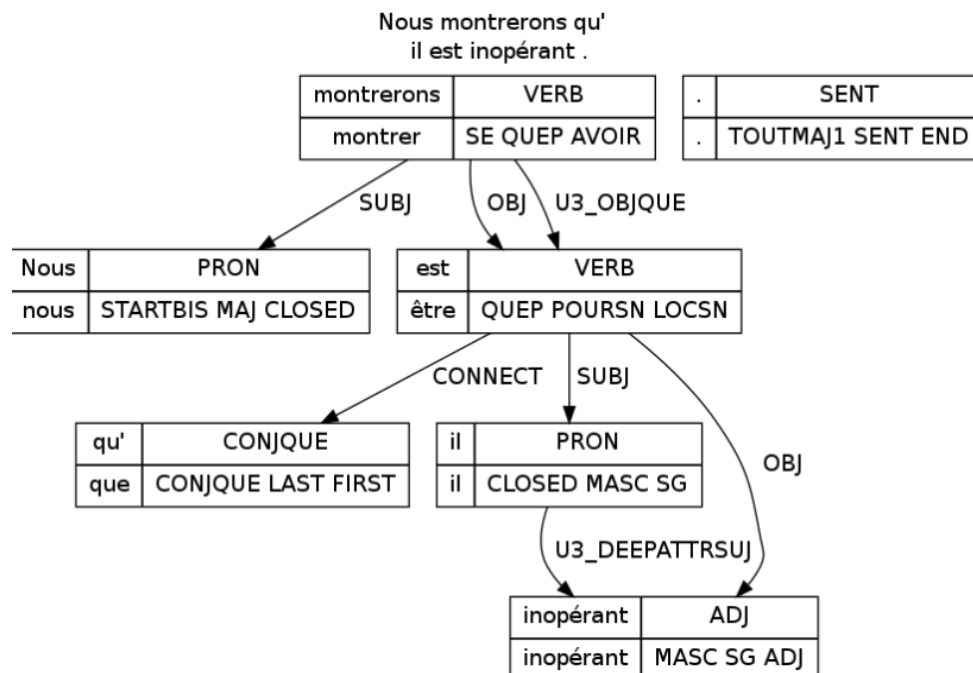 Nous montrerons qu'
il est inopérant .
montrerons VERB
montrer SE QUEP AVOIR
. SENT
. TOUTMAJ1 SENT END
SUBJ OBJ U3_OBJQUE
Nous PRON
nous STARTBIS MAJ CLOSED
est VERB
être QUEP POURSN LOCSN
CONNECT SUBJ OBJ
qu' CONJQUE
que CONJQUE LAST FIRST
il PRON
il CLOSED MASC SG
U3_DEEPATTRSUJ
inopérant ADJ
inopérant MASC SG ADJ